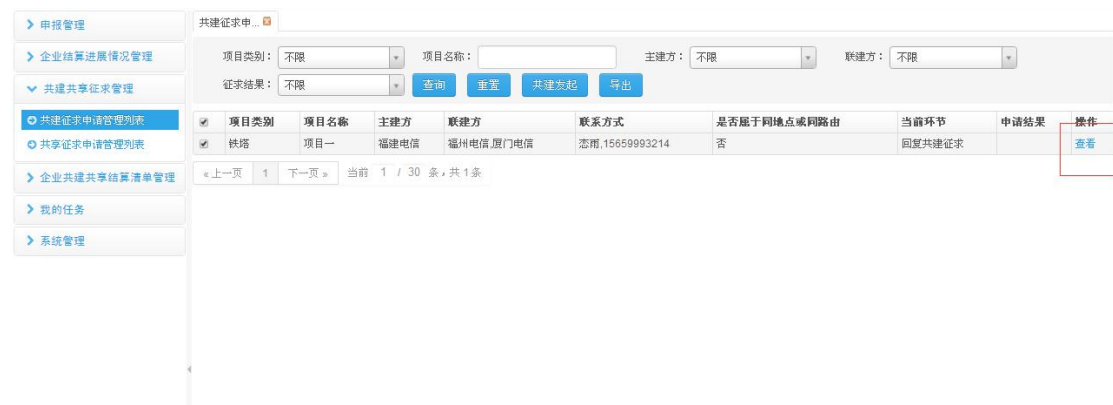 申报管理
企业结算进展情况管理
共建共享征求管理
共建征求申请管理列表
共享征求申请管理列表
企业共建共享结算清单管理
我的任务
系统管理
共建征求申...
项目类别： 不限 项目名称： 主建方： 不限 联建方： 不限
征求结果： 不限 查询 重置 共建发起 导出
项目类别 项目名称 主建方 联建方 联系方式 是否属于同地点或同路由 当前环节 申请结果 操作
铁塔 项目一 福建电信 福州电信,厦门电信 恋雨,15659993214 否 回复共建征求 查看
«上一页 1 下一页» 当前 1 / 30 条，共1条